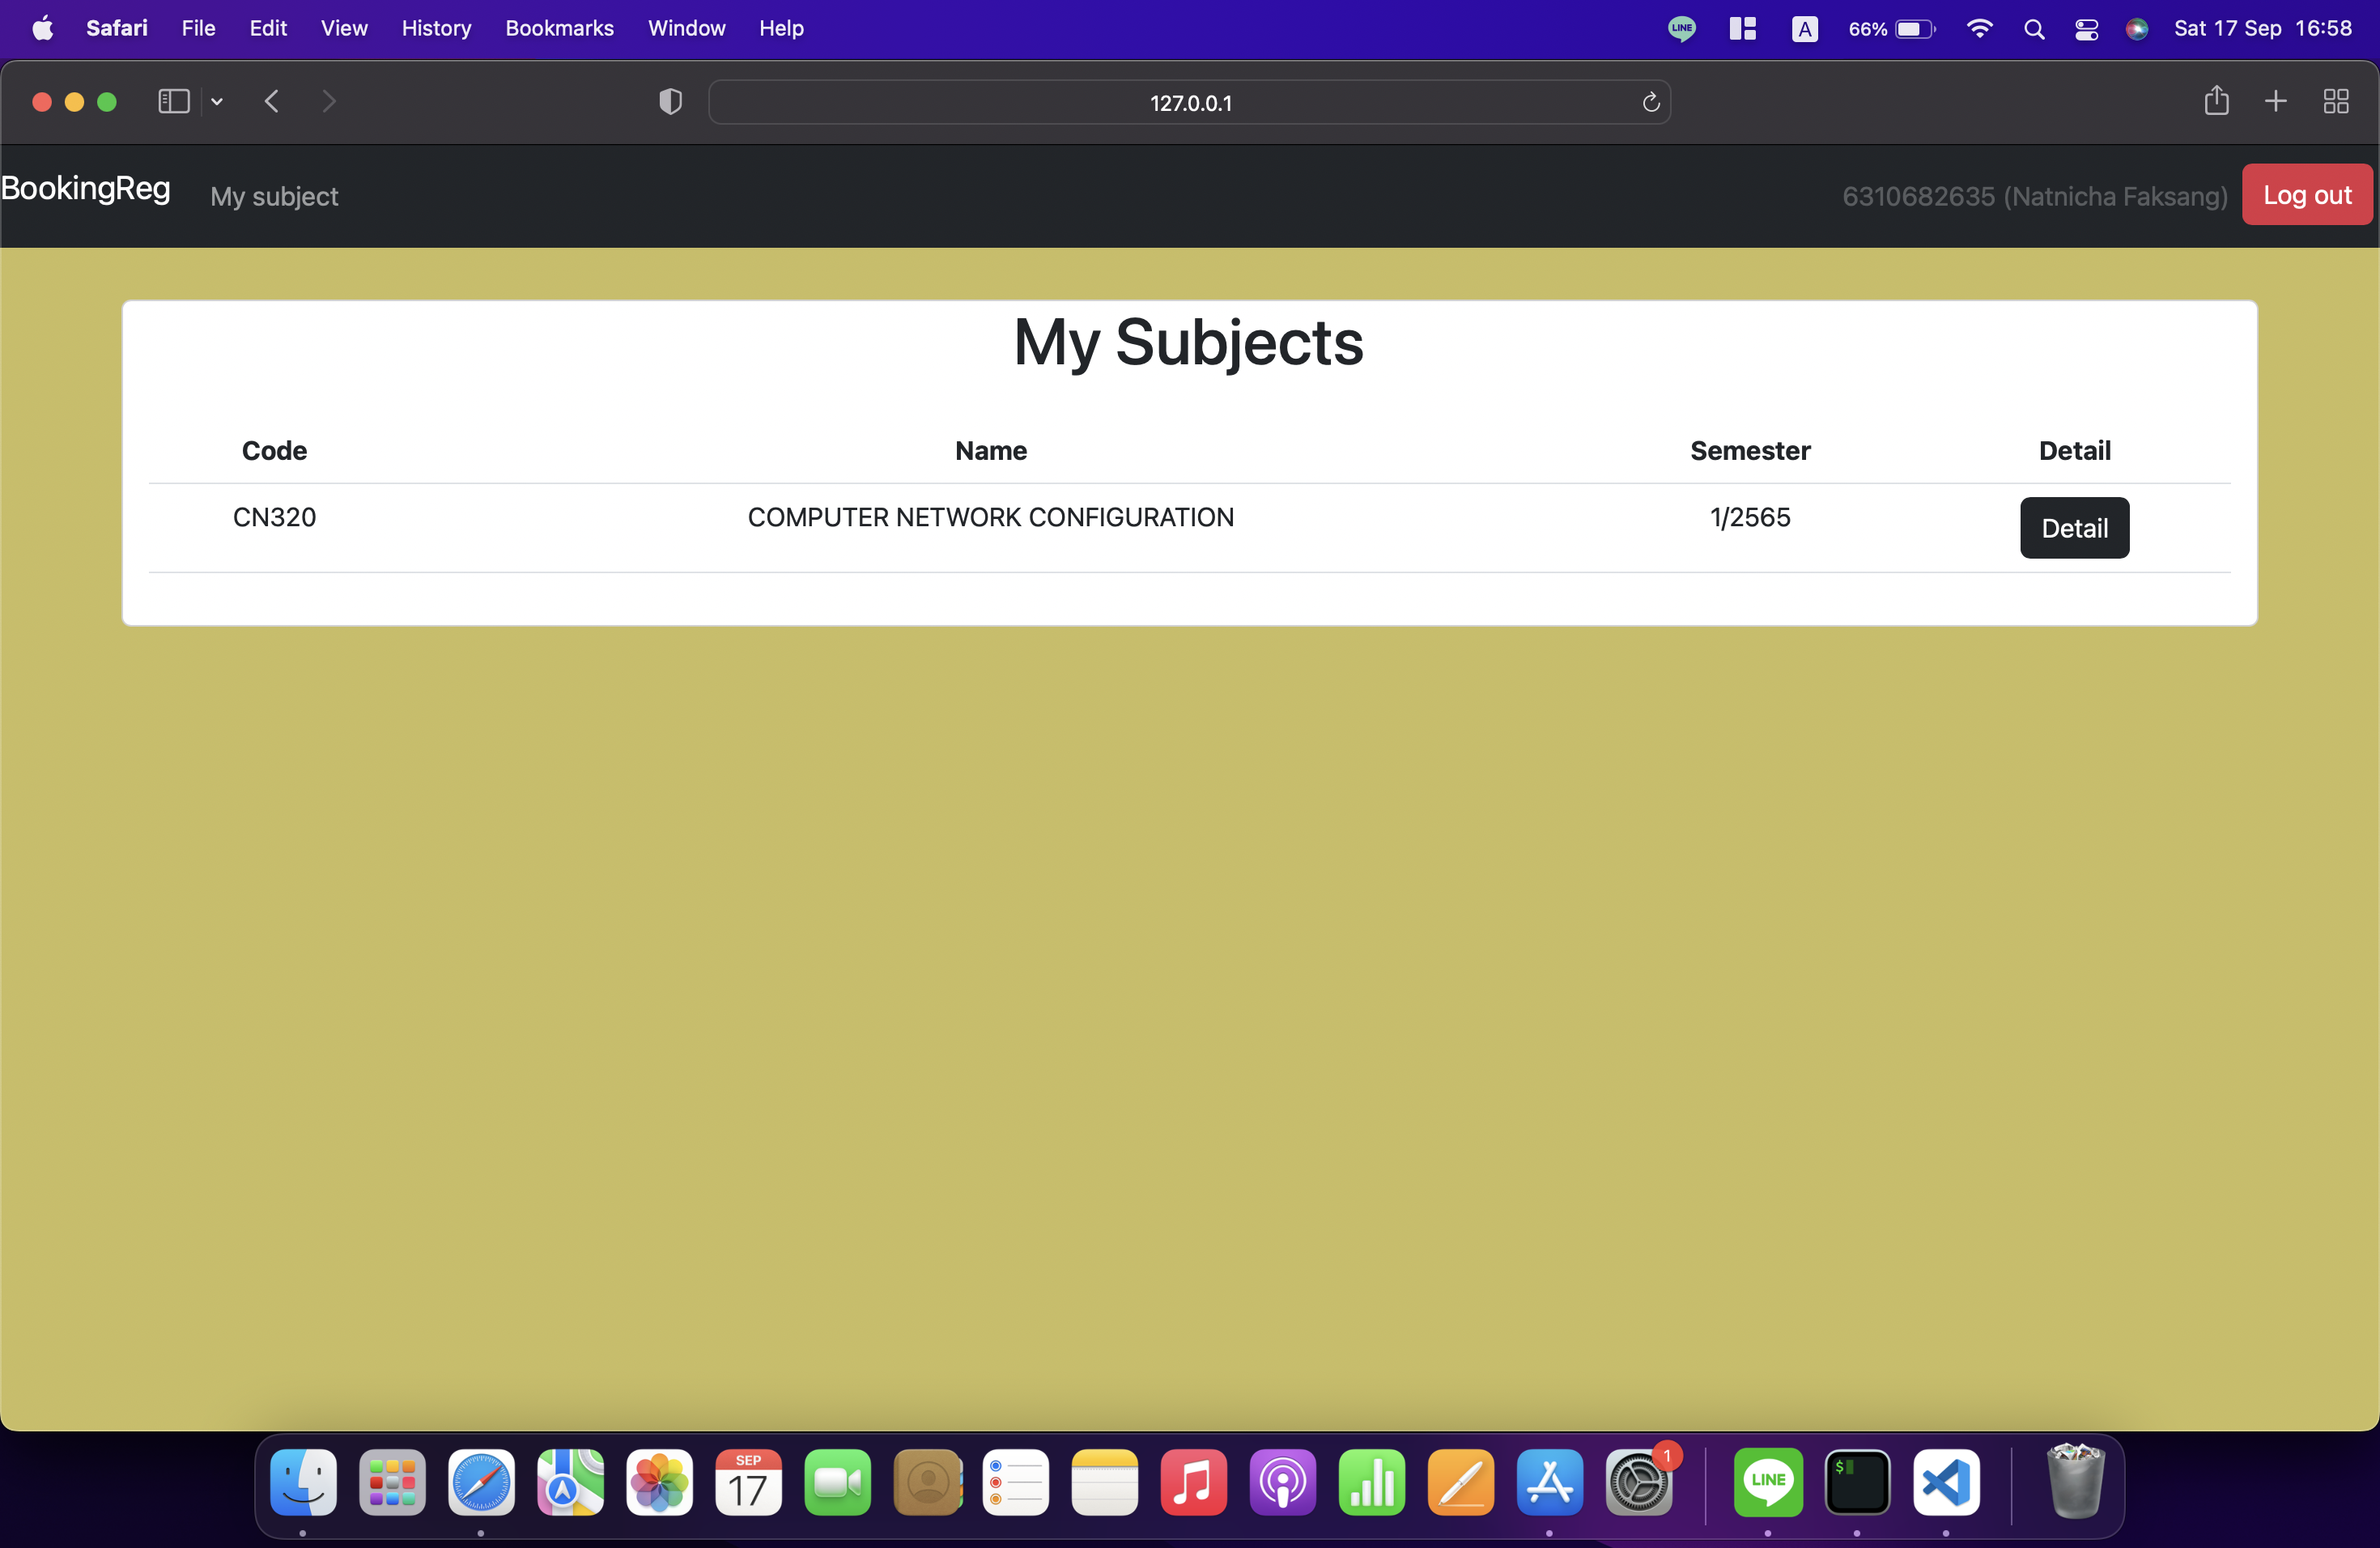 Safari File Edit View History Bookmarks Window Help LINE A 66% Sat 17 Sep 16:58
127.0.0.1
BookingReg My subject 6310682635 (Natnicha Faksang) Log out
My Subjects
Code Name Semester Detail
CN320 COMPUTER NETWORK CONFIGURATION 1/2565 Detail
SEP
17
1
LINE
$